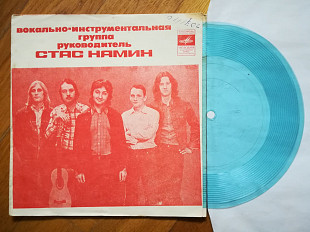 вокально-инструментальная
группа
руководитель
СТАС НАМИН